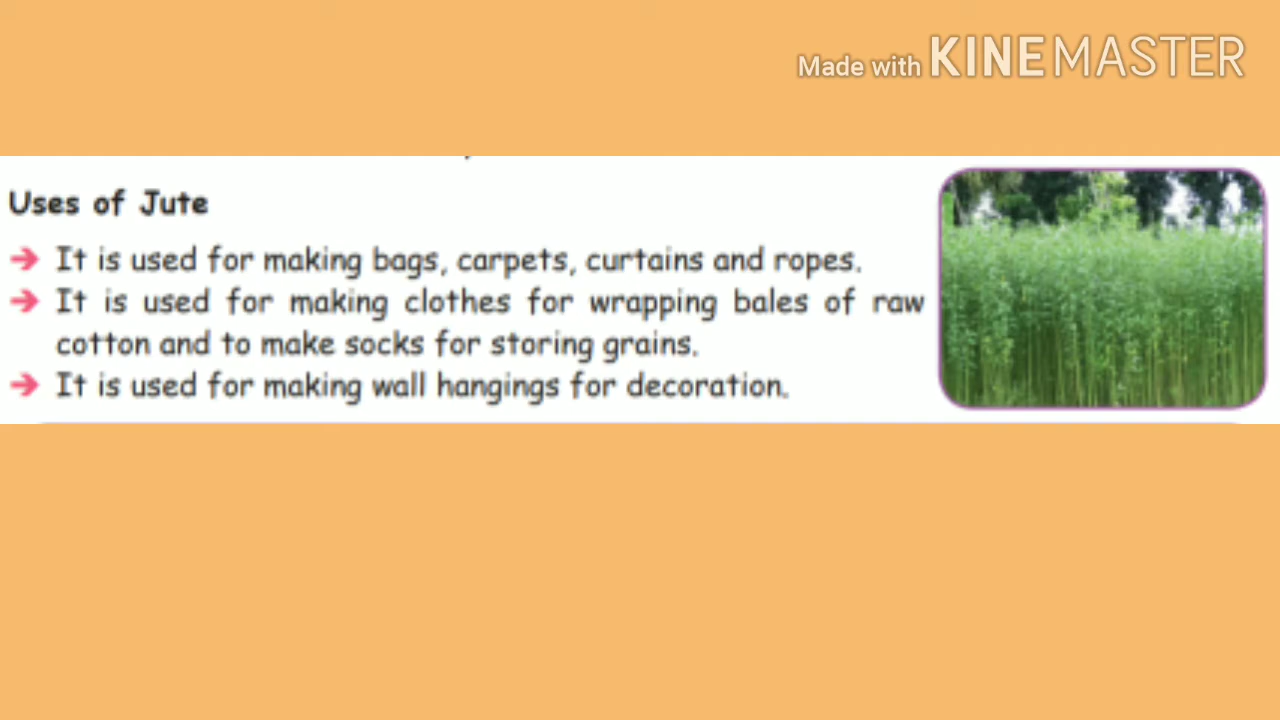 Made with KINEMASTER
Uses of Jute
➔ It is used for making bags, carpets, curtains and ropes.
➔ It is used for making clothes for wrapping bales of raw
cotton and to make socks for storing grains.
➔ It is used for making wall hangings for decoration.